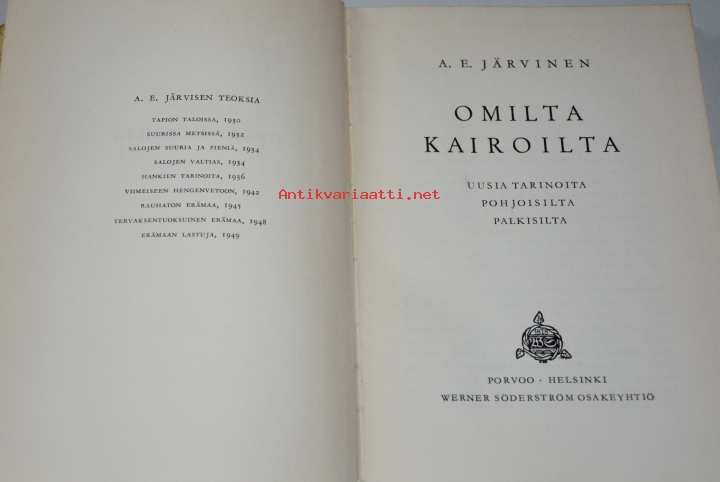 A. E. JÄRVISEN TEOKSIA
TAPION TALOISSA, 1930
SUURISSA METSISSÄ, 1932
SALOJEN SUURIA JA PIENIÄ, 1934
SALOJEN VALTIAS, 1934
HANKIEN TARINOITA, 1936
VIIMEISEEN HENGENVETOON, 1942
RAUHATON ERÄMAA, 1945
TERVAKSENTUOKSUINEN ERÄMAA, 1948
ERÄMAAN LASTUJA, 1949
A. E. JÄRVINEN
OMILTA
KAIROILTA
UUSIA TARINOITA
POHJOISILTA
PALKISILTA
WS
PORVOO · HELSINKI
WERNER SÖDERSTRÖM OSAKEYHTIÖ
Antikvariaatti.net